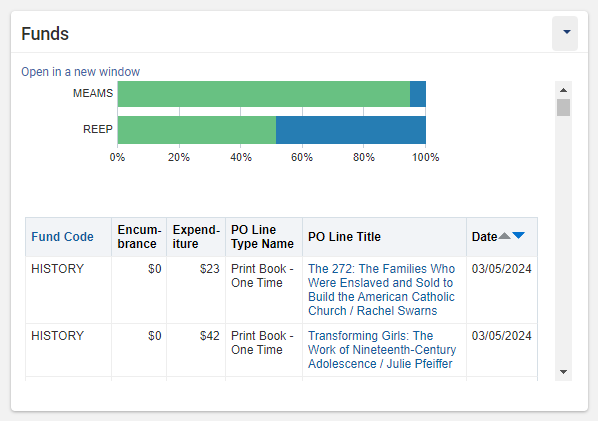 Funds
Open in a new window
MEAMS
REEP
0% 20% 40% 60% 80% 100%
Fund Code Encum- Expend- PO Line PO Line Title Date
brance iture Type Name
HISTORY $0 $23 Print Book - The 272: The Families Who 03/05/2024
One Time Were Enslaved and Sold to
Build the American Catholic
Church / Rachel Swarns
HISTORY $0 $42 Print Book - Transforming Girls: The 03/05/2024
One Time Work of Nineteenth-Century
Adolescence / Julie Pfeiffer